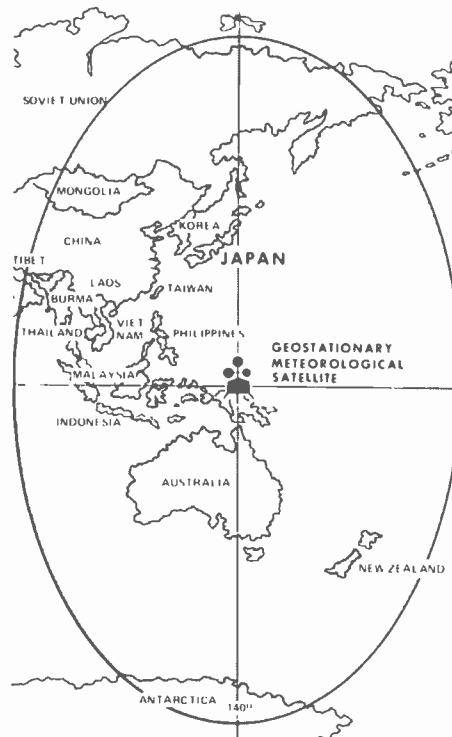 SOVIET UNION
MONGOLIA
KOREA
CHINA
JAPAN
TIBET
LAOS
TAIWAN
BURMA
THAILAND
VIET
NAM
PHILIPPINES
GEOSTATIONARY
METEOROLOGICAL
SATELLITE
MALAYSIA
INDONESIA
AUSTRALIA
NEW ZEALAND
ANTARCTICA
140°